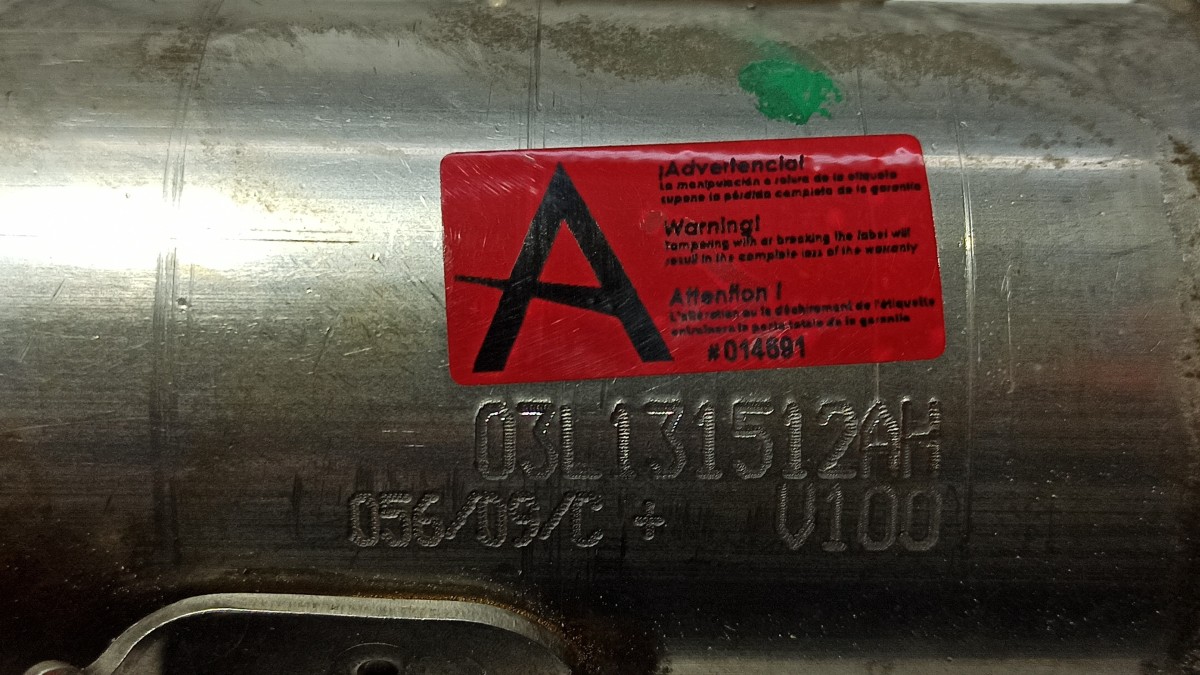 A
¡Advertencia!
La manipulación o rotura de la etiqueta
supone la pérdida completa de la garantia
Warning!
Tampering with or breaking the label will
result in the complete loss of the warranty
Attention !
L'altération ou le déchirement de l'étiquette
entraînera la perte totale de la garantie
#014691
03L131512AH
056/09/C + V100